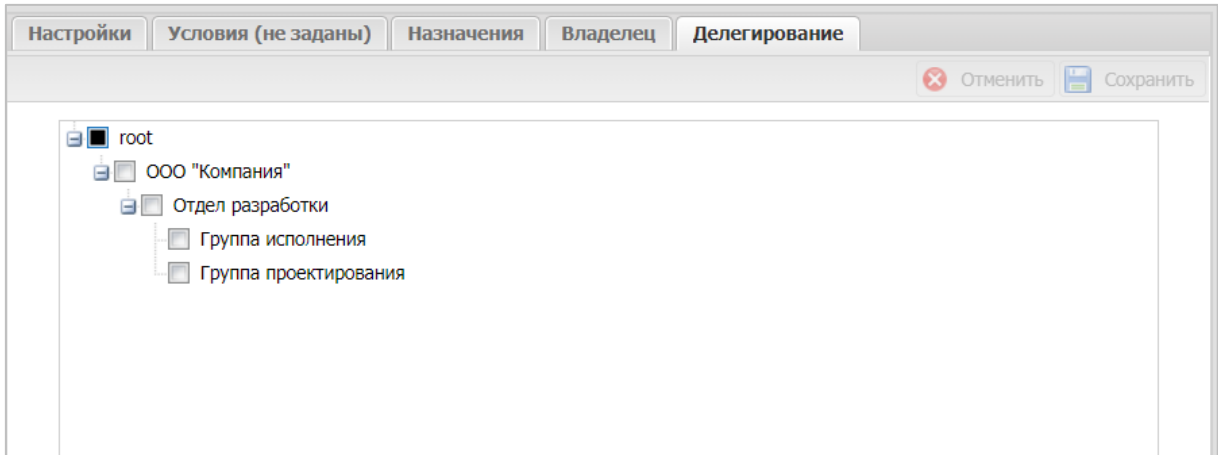 Настройки Условия (не заданы) Назначения Владелец Делегирование
Отменить Сохранить
root
ООО "Компания"
Отдел разработки
Группа исполнения
Группа проектирования